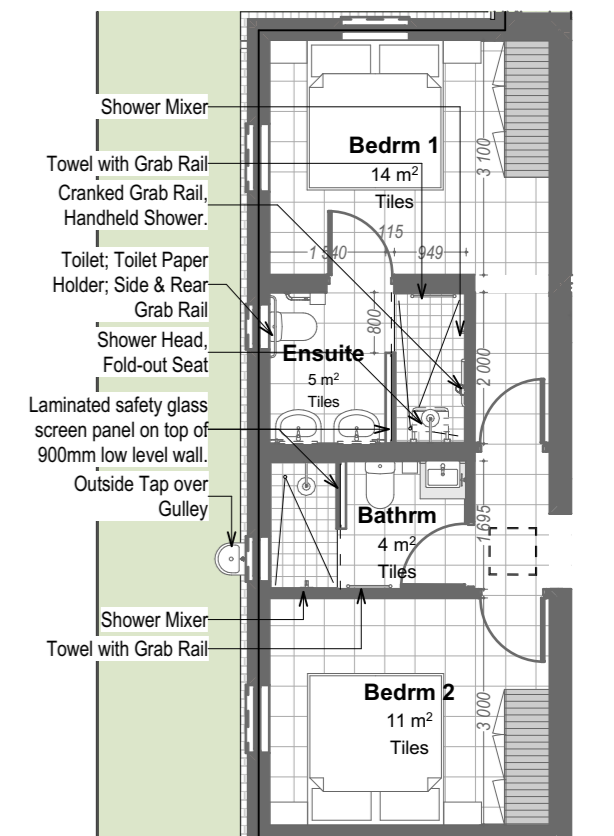 Shower Mixer
Towel with Grab Rail
Cranked Grab Rail,
Handheld Shower.
Toilet; Toilet Paper
Holder; Side & Rear
Grab Rail
Shower Head,
Fold-out Seat
Laminated safety glass
screen panel on top of
900mm low level wall.
Outside Tap over
Gulley
Shower Mixer
Towel with Grab Rail
Bedrm 1
14 m²
Tiles
3 100
115
1 540
949
800
2 000
Ensuite
5 m²
Tiles
Bathrm
4 m²
Tiles
1 695
Bedrm 2
11 m²
Tiles
3 000